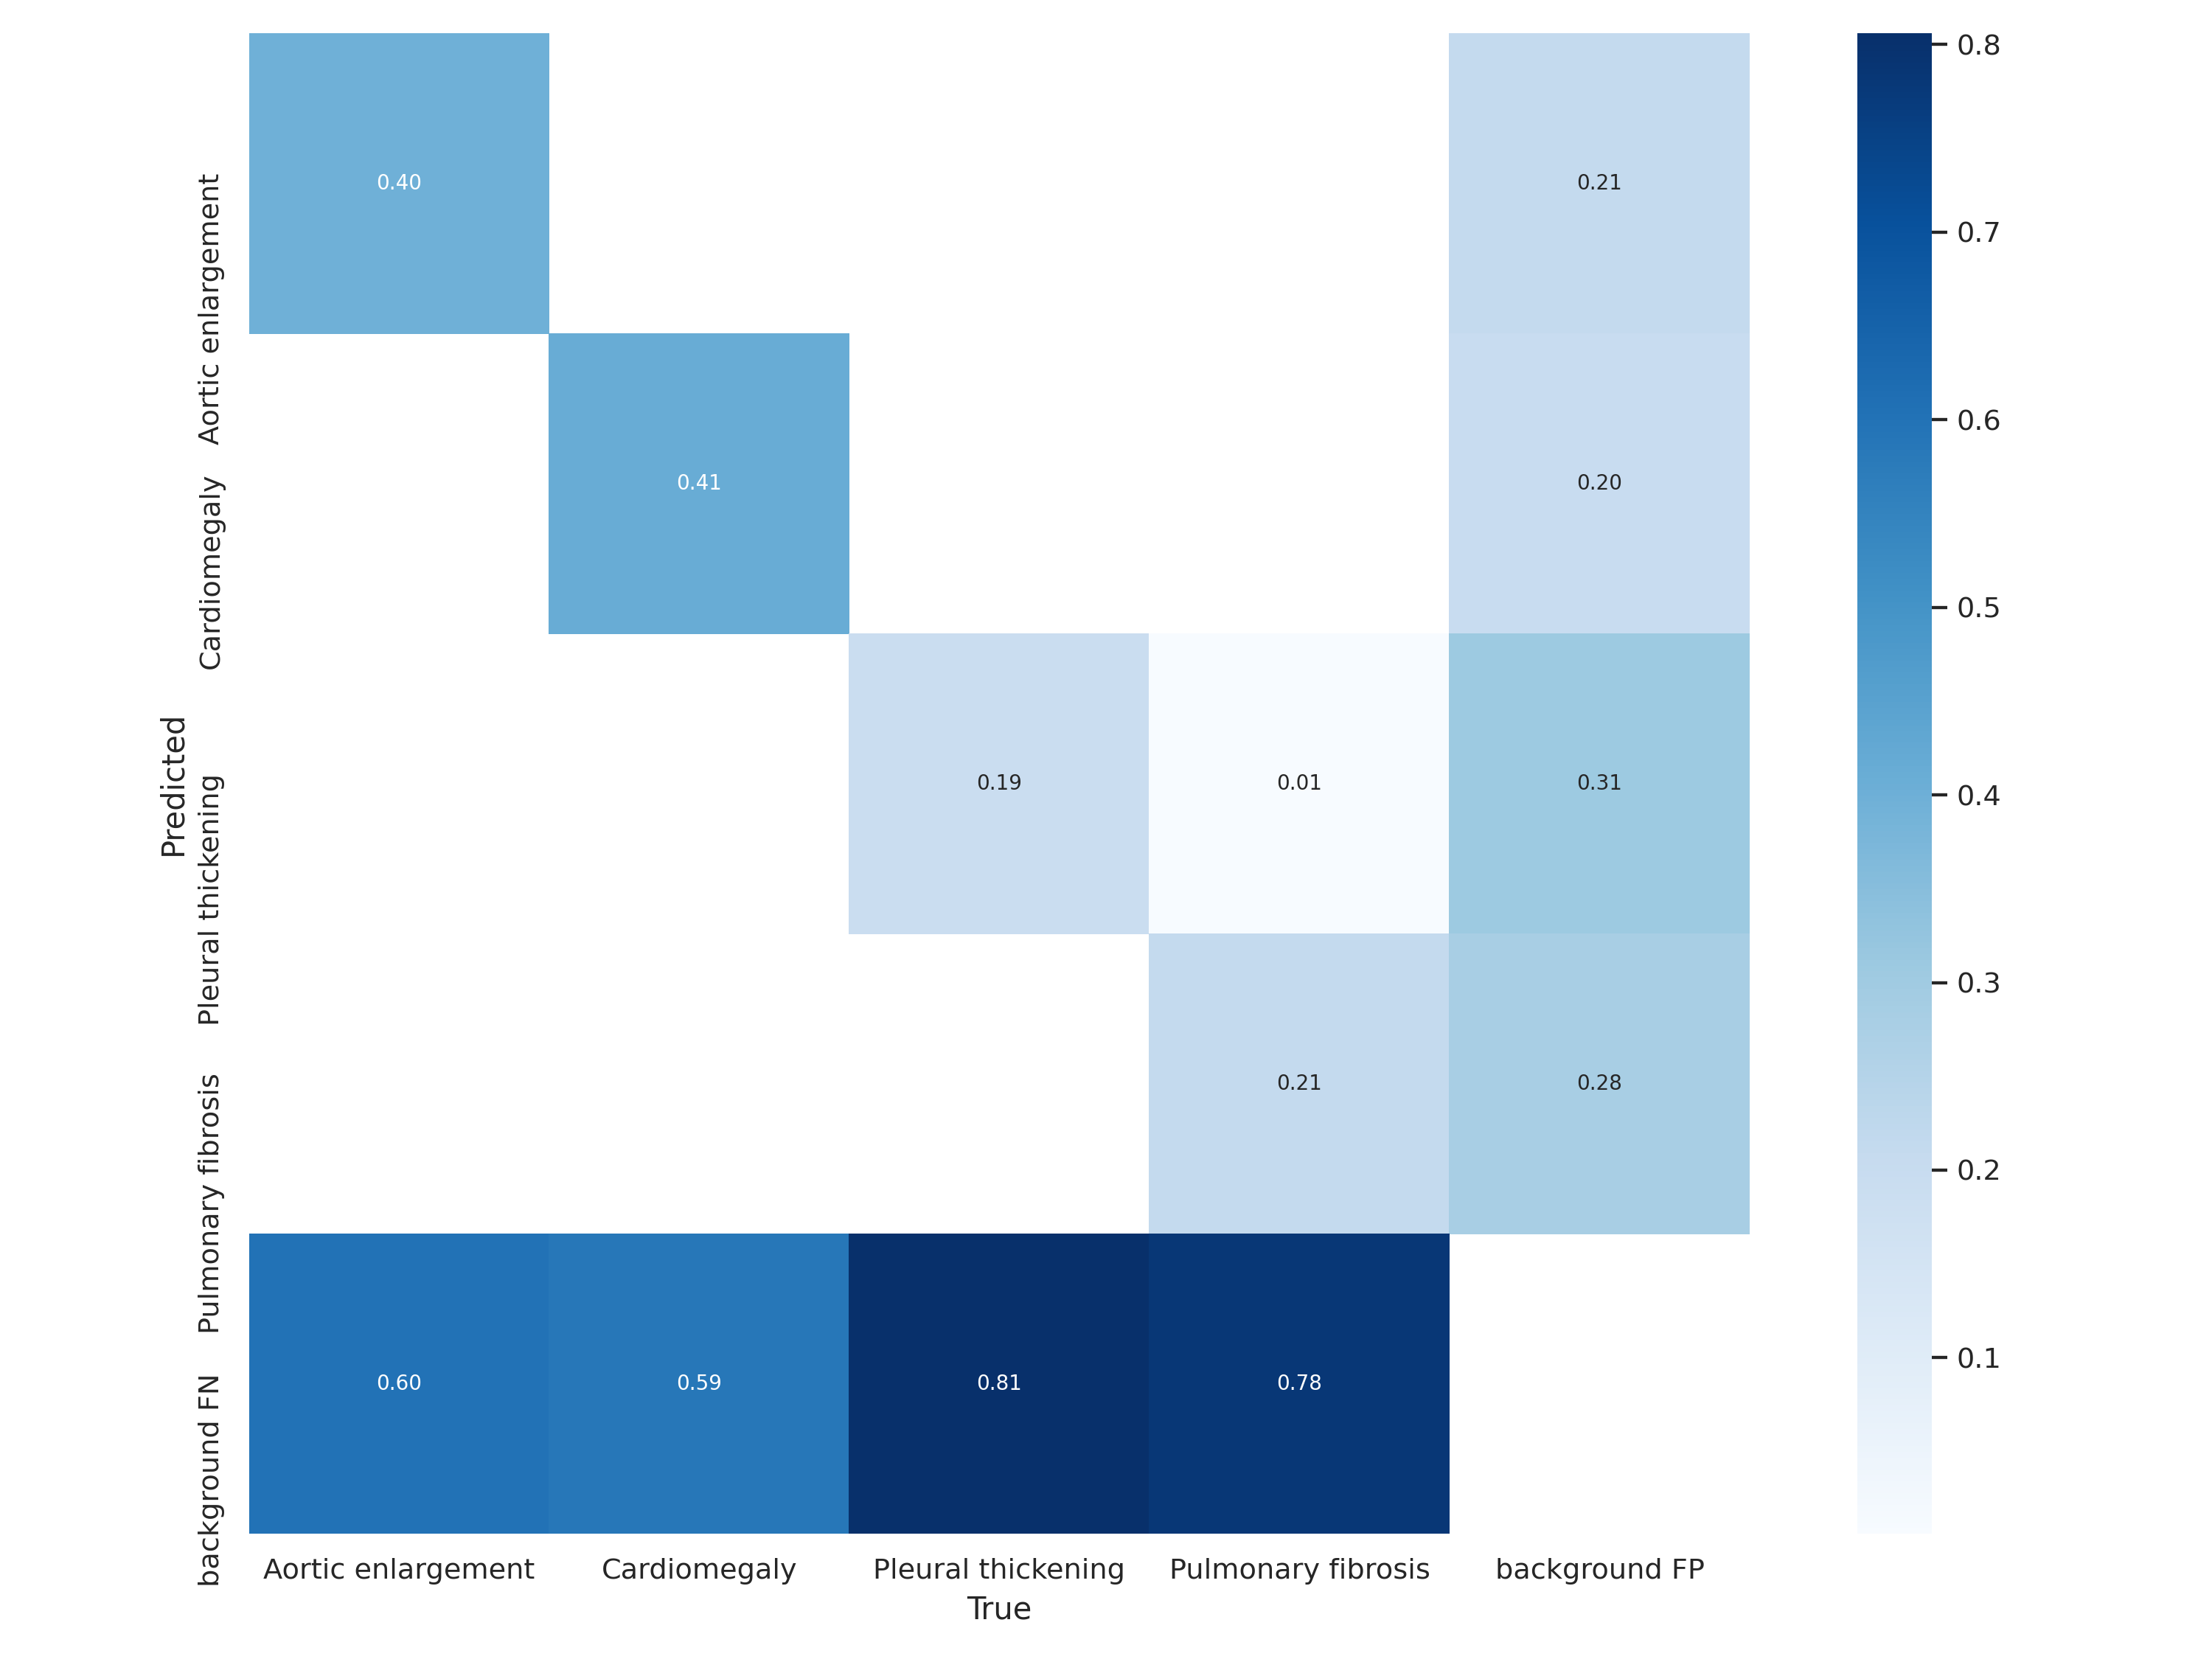 Predicted
Aortic enlargement
0.40
0.21
Cardiomegaly
0.41
0.20
Pleural thickening
0.19
0.01
0.31
Pulmonary fibrosis
0.21
0.28
background FN
0.60
0.59
0.81
0.78
Aortic enlargement
Cardiomegaly
Pleural thickening
Pulmonary fibrosis
background FP
True
0.8
0.7
0.6
0.5
0.4
0.3
0.2
0.1